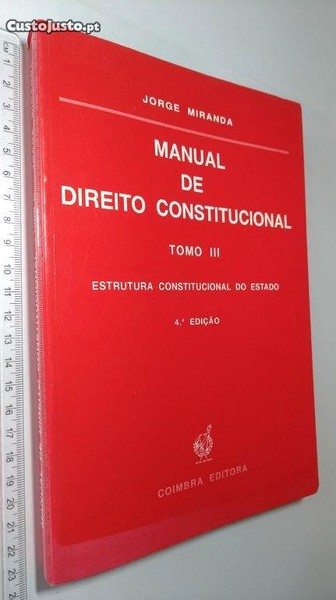 CustoJusto.pt
JORGE MIRANDA
MANUAL
DE
DIREITO CONSTITUCIONAL
TOMO III
ESTRUTURA CONSTITUCIONAL DO ESTADO
4.ª EDIÇÃO
COIMBRA EDITORA